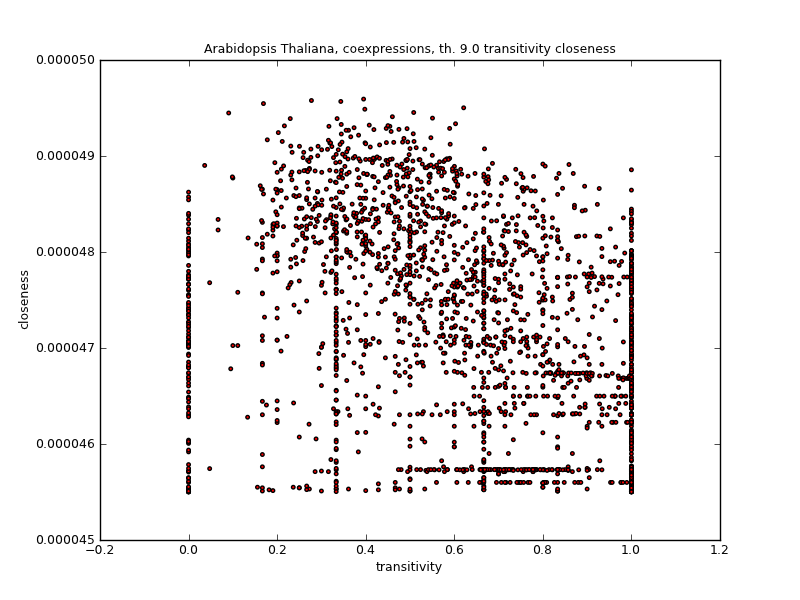 Arabidopsis Thaliana, coexpressions, th. 9.0 transitivity closeness
0.000050
0.000049
0.000048
0.000047
0.000046
0.000045
closeness
−0.2 0.0 0.2 0.4 0.6 0.8 1.0 1.2
transitivity